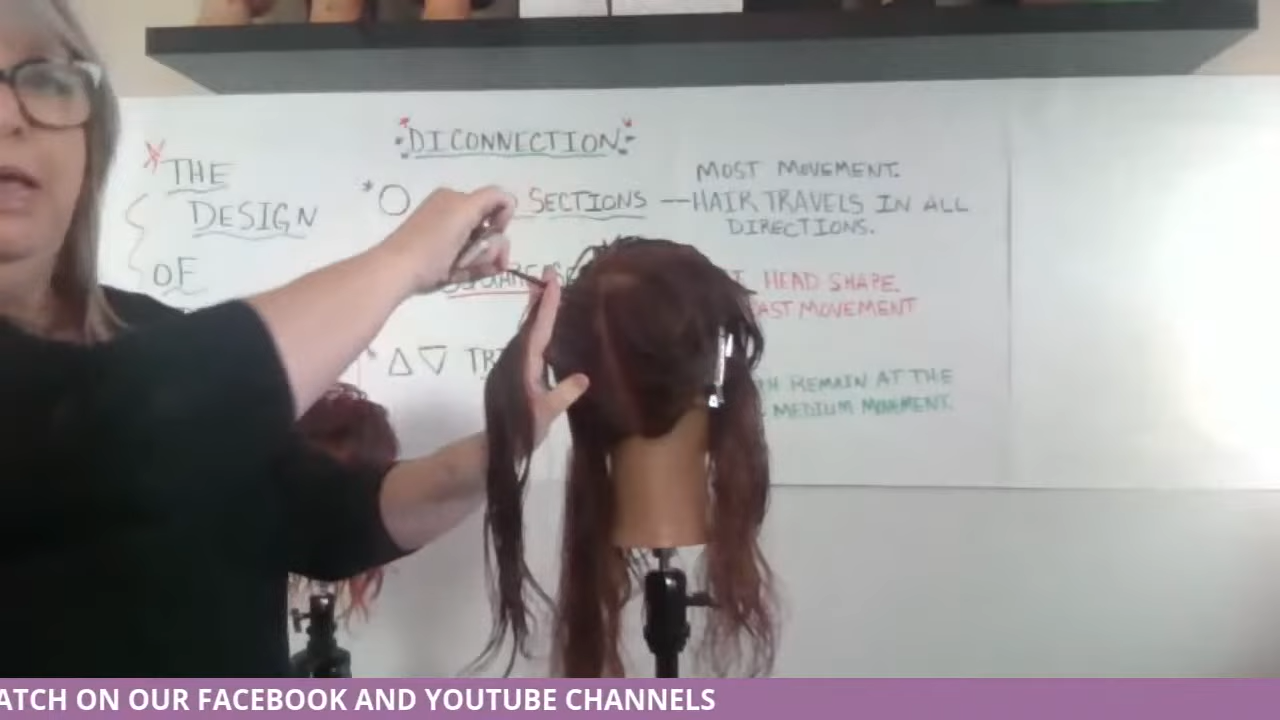 DICONNECTION
THE
DESIGN
OF
SECTIONS — HAIR TRAVELS IN ALL
MOST MOVEMENT.
DIRECTIONS.
HEAD SHAPE.
MOVEMENT
REMAIN AT THE
MEDIUM MOVEMENT.
ATCH ON OUR FACEBOOK AND YOUTUBE CHANNELS